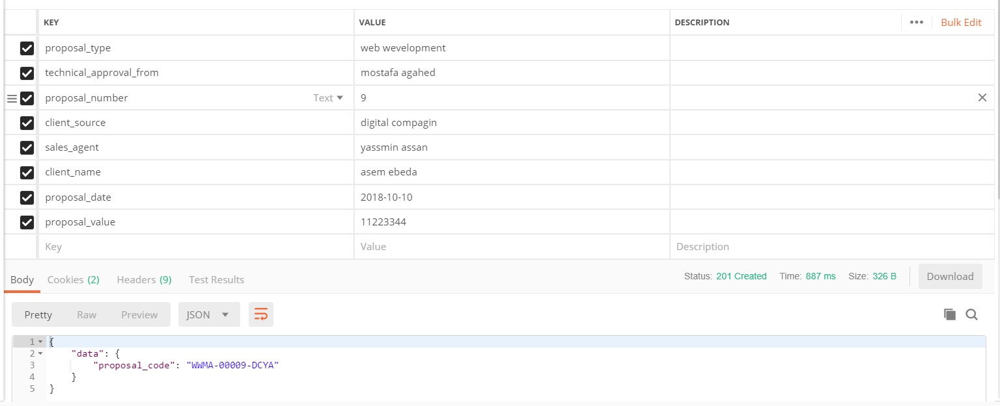 KEY VALUE DESCRIPTION ••• Bulk Edit
proposal_type web wevelopment
technical_approval_from mostafa agahed
proposal_number Text 9
client_source digital compagin
sales_agent yassmin assan
client_name asem ebeda
proposal_date 2018-10-10
proposal_value 11223344
Key Value Description
Body Cookies (2) Headers (9) Test Results Status: 201 Created Time: 887 ms Size: 326 B Download
Pretty Raw Preview JSON
1 {
2 "data": {
3 "proposal_code": "WWMA-00009-DCYA"
4 }
5 }